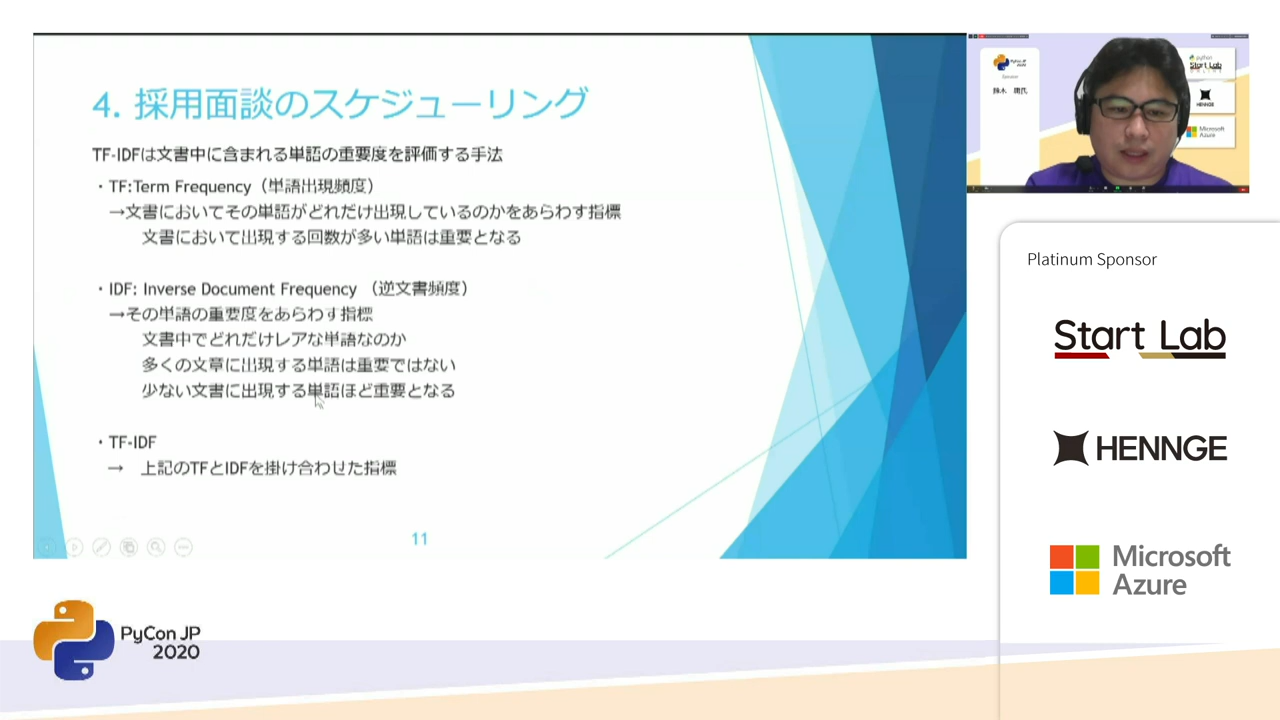 4. 採用面談のスケジューリング
TF-IDFは文書中に含まれる単語の重要度を評価する手法
・TF:Term Frequency（単語出現頻度）
→文書においてその単語がどれだけ出現しているのかをあらわす指標
文書において出現する回数が多い単語は重要となる
・IDF: Inverse Document Frequency （逆文書頻度）
→その単語の重要度をあらわす指標
文書中でどれだけレアな単語なのか
多くの文章に出現する単語は重要ではない
少ない文書に出現する単語ほど重要となる
・TF-IDF
→ 上記のTFとIDFを掛け合わせた指標
11
PyCon JP
2020
python
Start Lab
ONLINE
HENNGE
Microsoft
Azure
Platinum Sponsor
Start Lab
HENNGE
Microsoft
Azure
PyCon JP
2020